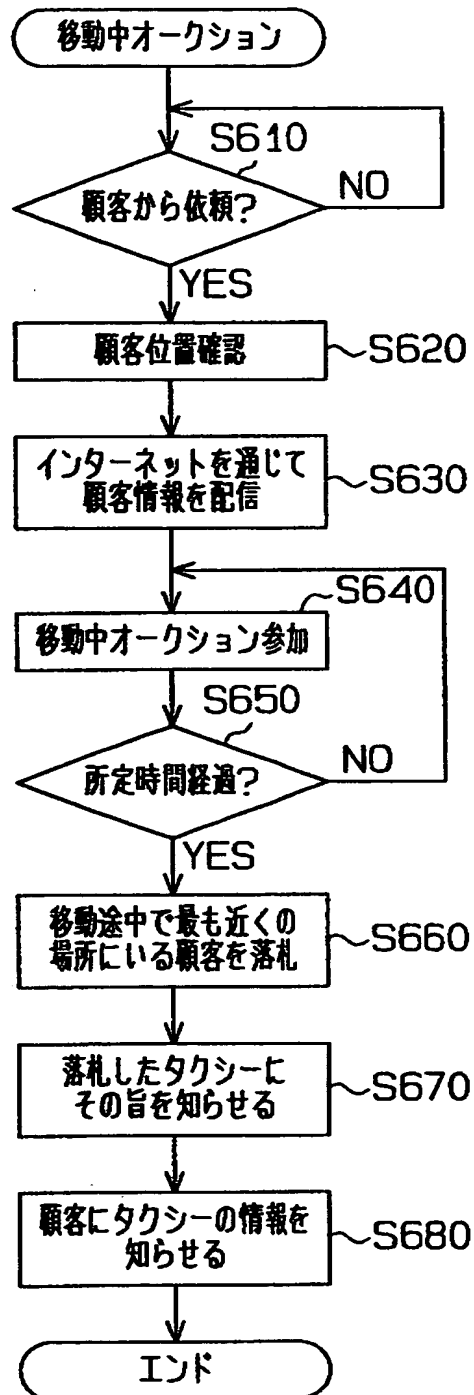 移動中オークション
S610
顧客から依頼?
NO
YES
顧客位置確認
S620
インターネットを通じて
顧客情報を配信
S630
S640
移動中オークション参加
S650
所定時間経過?
NO
YES
移動途中で最も近くの
場所にいる顧客を落札
S660
落札したタクシーに
その旨を知らせる
S670
顧客にタクシーの情報を
知らせる
S680
エンド